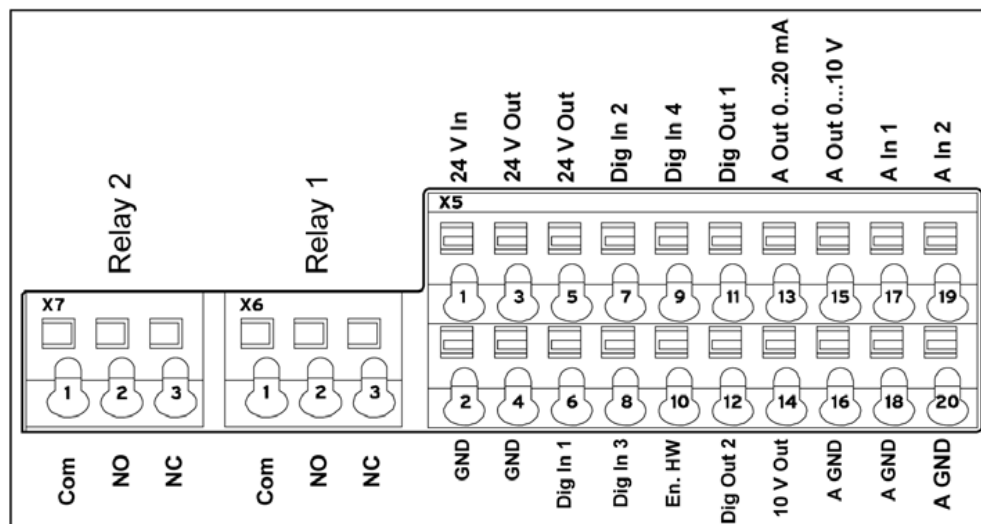 24 V In
24 V Out
24 V Out
Dig In 2
Dig In 4
Dig Out 1
A Out 0...20 mA
A Out 0...10 V
A In 1
A In 2
Relay 2
Relay 1
X5
1 3 5 7 9 11 13 15 17 19
X7
X6
1 2 3
1 2 3
2 4 6 8 10 12 14 16 18 20
Com
NO
NC
Com
NO
NC
GND
GND
Dig In 1
Dig In 3
En. HW
Dig Out 2
10 V Out
A GND
A GND
A GND